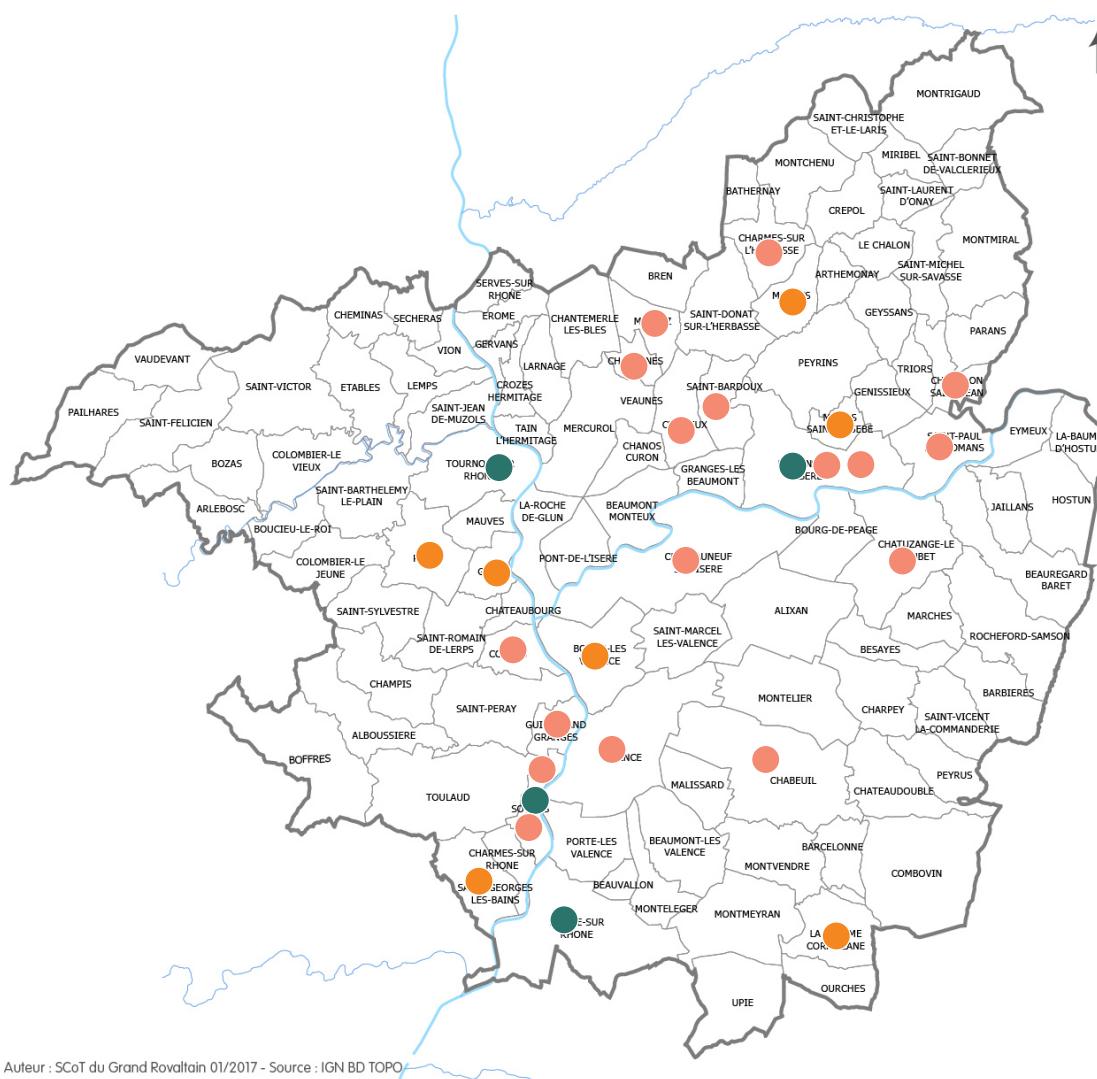 MONTRIGAUD
SAINT-CHRISTOPHE
ET-LE-LARIS
MIRIBEL
SAINT-BONNET
DE-VALCLERIEUX
MONTCHENU
BATHERNAY
SAINT-LAURENT
D'ONAY
CREPOL
CHARMES-SUR
LE CHALON
MONTMIRAL
SAINT-MICHEL
SUR-SAVASSE
ARTHEMONAY
BREN
SERVES-SUR
RHONE
EROME
CHANTEMERLE
LES-BLES
SAINT-DONAT
SUR-L'HERBASSE
GEYSSANS
PARANS
CHEMINAS
SECHERAS
VION
GERVANS
LARNAGE
VAUDEVANT
SAINT-VICTOR
ETABLES
LEMPS
CROZES
HERMITAGE
VEAUNES
SAINT-BARDOUX
PEYRINS
TRIORS
GENISSIEUX
PAILHARES
SAINT-FELICIEN
SAINT-JEAN
DE-MUZOLS
TAIN
L'HERMITAGE
MERCUROL
CHANOS
CURON
EYMEUX
LA-BAUM
D'HOSTU
BOZAS
COLOMBIER-LE
VIEUX
GRANGES-LES
BEAUMONT
ARLEBOSC
SAINT-BARTHELEMY
LE-PLAIN
LA-ROCHE
DE-GLUN
BEAUMONT
MONTEUX
JAILLANS
HOSTUN
BOUCIEU-LE-ROI
MAUVES
BOURG-DE-PEAGE
PONT-DE-L'ISERE
CHATUZANGE-LE
COLOMBIER-LE
JEUNE
BEAUREGARD
BARET
SAINT-SYLVESTRE
CHATEAUBOURG
ALIXAN
MARCHES
SAINT-ROMAIN
DE-LERPS
SAINT-MARCEL
LES-VALENCE
ROCHEFORD-SAMSON
BESAYES
CHAMPIS
MONTELIER
BARBIERES
SAINT-PERAY
CHARPEY
SAINT-VICENT
LA-COMMANDERIE
ALBOUSSIERE
GRANGES
BOFFRES
PEYRUS
TOULAUD
MALISSARD
CHABEUIL
CHATEAUDOUBLE
PORTE-LES
VALENCE
BEAUMONT-LES
VALENCE
BARCELONNE
CHARMES-SUR
RHONE
MONTVENDRE
COMBOVIN
LES-BAINS
BEAUVALLON
MONTELEGER
MONTMEYRAN
RHONE
OURCHES
UPIE
Auteur : SCoT du Grand Rovaltain 01/2017 - Source : IGN BD TOPO